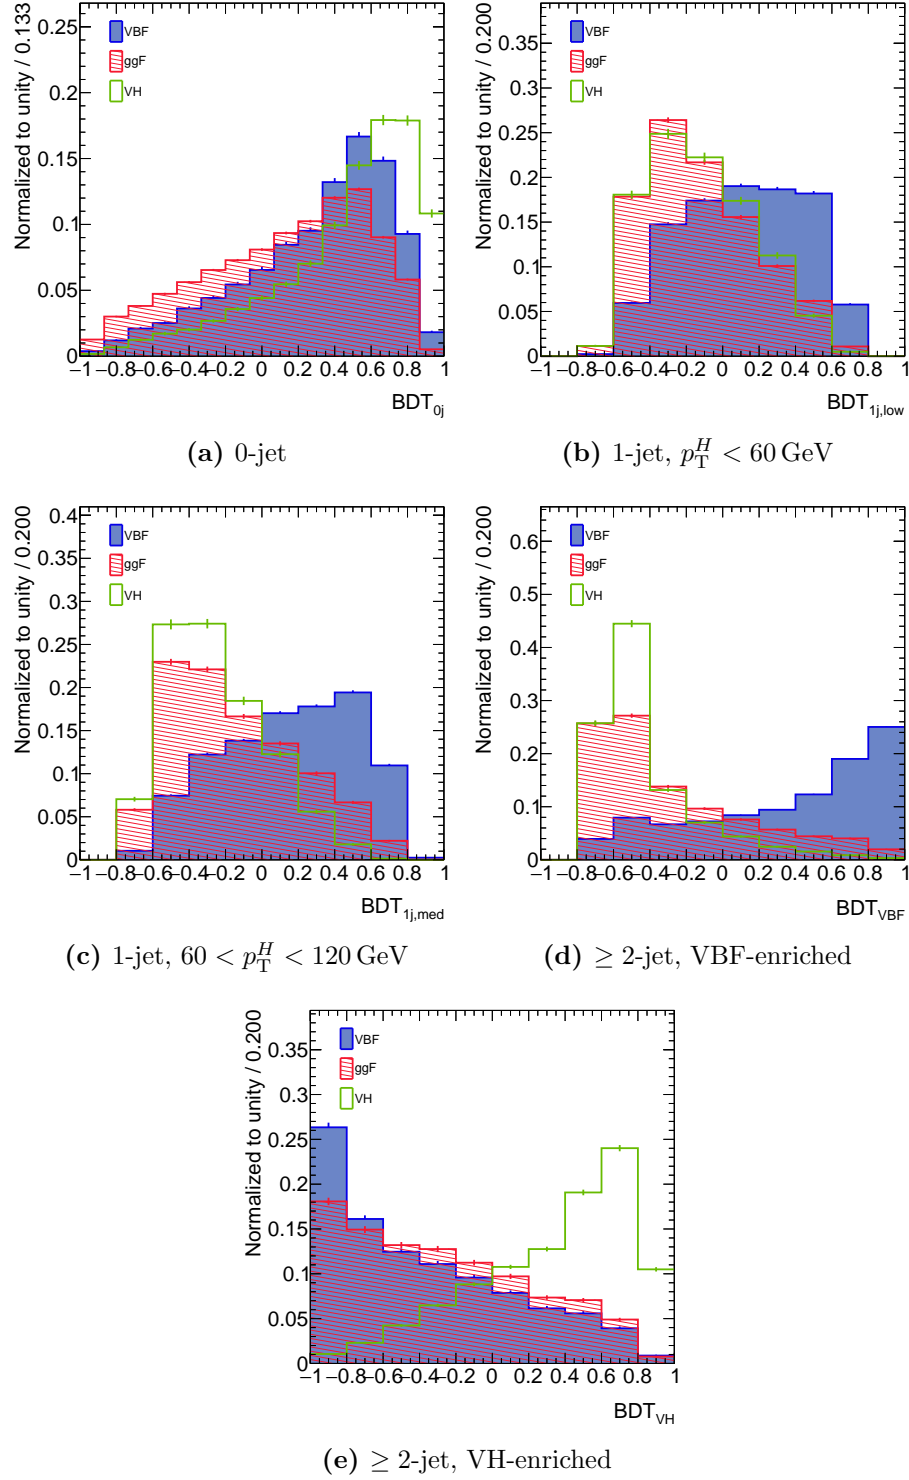 Normalized to unity / 0.133
0.25
0.2
0.15
0.1
0.05
0
VBF
ggF
VH
−1 −0.8 −0.6 −0.4 −0.2 0 0.2 0.4 0.6 0.8 1
BDT0j
(a) 0-jet
Normalized to unity / 0.200
0.35
0.3
0.25
0.2
0.15
0.1
0.05
0
VBF
ggF
VH
−1 −0.8 −0.6 −0.4 −0.2 0 0.2 0.4 0.6 0.8 1
BDT1j,low
(b) 1-jet, p_T^H < 60 GeV
Normalized to unity / 0.200
0.4
0.35
0.3
0.25
0.2
0.15
0.1
0.05
0
VBF
ggF
VH
−1 −0.8 −0.6 −0.4 −0.2 0 0.2 0.4 0.6 0.8 1
BDT1j,med
(c) 1-jet, 60 < p_T^H < 120 GeV
Normalized to unity / 0.200
0.6
0.5
0.4
0.3
0.2
0.1
0
VBF
ggF
VH
−1 −0.8 −0.6 −0.4 −0.2 0 0.2 0.4 0.6 0.8 1
BDTVBF
(d) ≥ 2-jet, VBF-enriched
Normalized to unity / 0.200
0.35
0.3
0.25
0.2
0.15
0.1
0.05
0
VBF
ggF
VH
−1 −0.8 −0.6 −0.4 −0.2 0 0.2 0.4 0.6 0.8 1
BDTVH
(e) ≥ 2-jet, VH-enriched